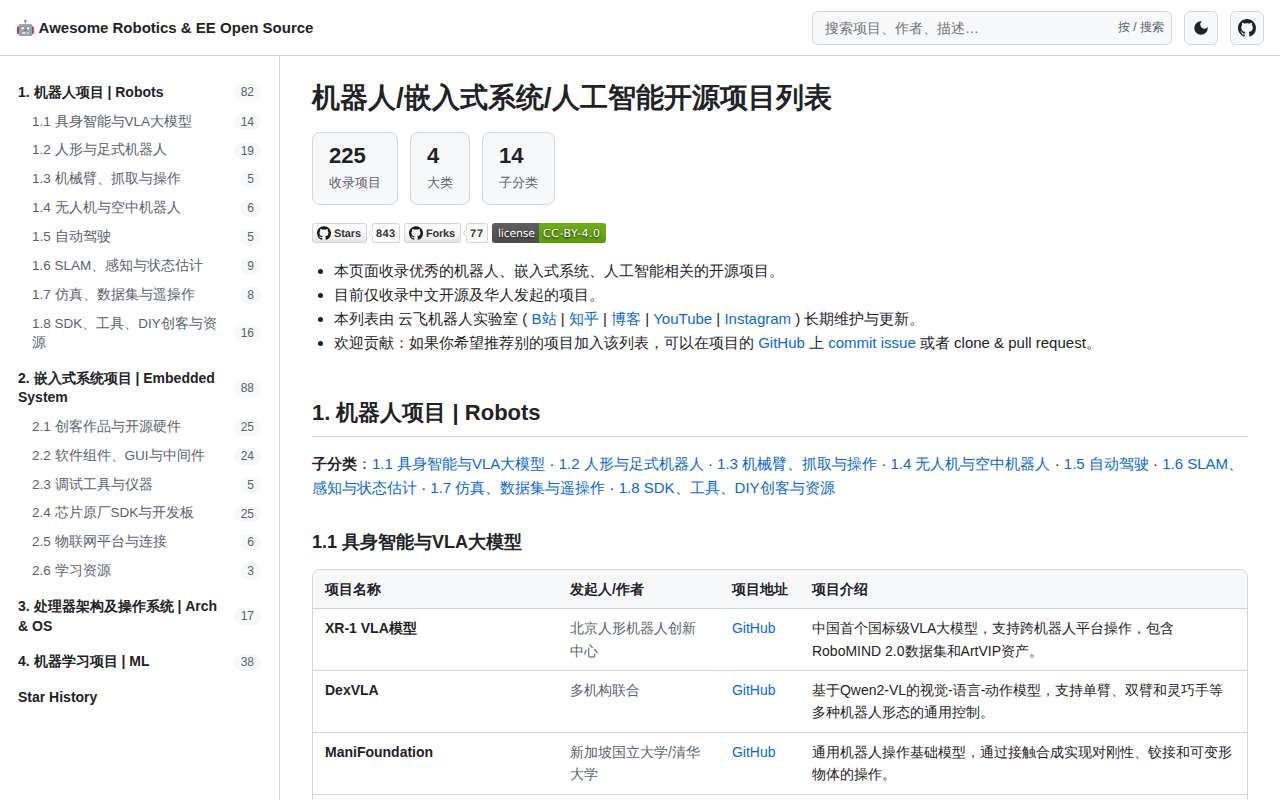 🤖 Awesome Robotics & EE Open Source
搜索项目、作者、描述… 按 / 搜索
1. 机器人项目 | Robots 82
1.1 具身智能与VLA大模型 14
1.2 人形与足式机器人 19
1.3 机械臂、抓取与操作 5
1.4 无人机与空中机器人 6
1.5 自动驾驶 5
1.6 SLAM、感知与状态估计 9
1.7 仿真、数据集与遥操作 8
1.8 SDK、工具、DIY创客与资
源 16
2. 嵌入式系统项目 | Embedded
System 88
2.1 创客作品与开源硬件 25
2.2 软件组件、GUI与中间件 24
2.3 调试工具与仪器 5
2.4 芯片原厂SDK与开发板 25
2.5 物联网平台与连接 6
2.6 学习资源 3
3. 处理器架构及操作系统 | Arch
& OS 17
4. 机器学习项目 | ML 38
Star History
机器人/嵌入式系统/人工智能开源项目列表
225 4 14
收录项目 大类 子分类
Stars 843 Forks 77 license CC-BY-4.0
• 本页面收录优秀的机器人、嵌入式系统、人工智能相关的开源项目。
• 目前仅收录中文开源及华人发起的项目。
• 本列表由 云飞机器人实验室 ( B站 | 知乎 | 博客 | YouTube | Instagram ) 长期维护与更新。
• 欢迎贡献：如果你希望推荐别的项目加入该列表，可以在项目的 GitHub 上 commit issue 或者 clone & pull request。
1. 机器人项目 | Robots
子分类：1.1 具身智能与VLA大模型 · 1.2 人形与足式机器人 · 1.3 机械臂、抓取与操作 · 1.4 无人机与空中机器人 · 1.5 自动驾驶 · 1.6 SLAM、
感知与状态估计 · 1.7 仿真、数据集与遥操作 · 1.8 SDK、工具、DIY创客与资源
1.1 具身智能与VLA大模型
项目名称 发起人/作者 项目地址 项目介绍
XR-1 VLA模型 北京人形机器人创新 GitHub 中国首个国标级VLA大模型，支持跨机器人平台操作，包含
中心 RoboMIND 2.0数据集和ArtVIP资产。
DexVLA 多机构联合 GitHub 基于Qwen2-VL的视觉-语言-动作模型，支持单臂、双臂和灵巧手等
多种机器人形态的通用控制。
ManiFoundation 新加坡国立大学/清华 GitHub 通用机器人操作基础模型，通过接触合成实现对刚性、铰接和可变形
大学 物体的操作。